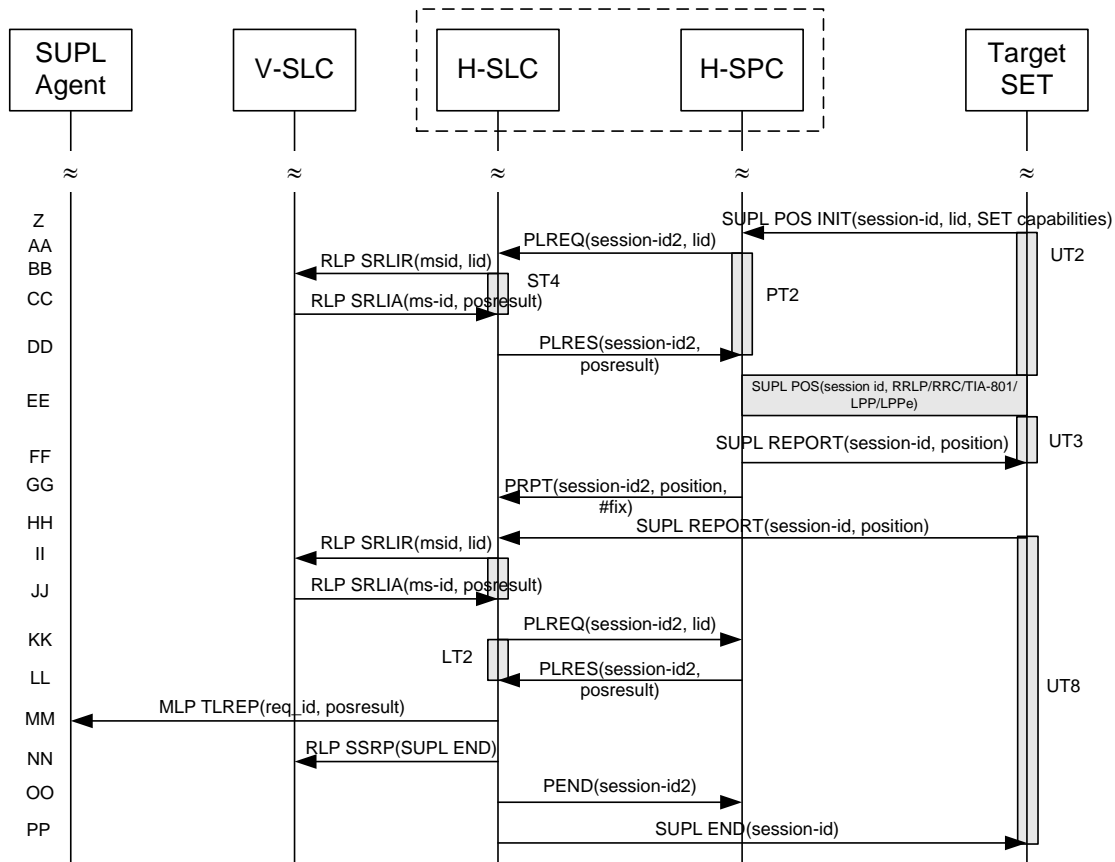 SUPL
Agent
V-SLC
H-SLC
H-SPC
Target
SET
≈ ≈ ≈ ≈ ≈
Z
SUPL POS INIT(session-id, lid, SET capabilities)
AA
PLREQ(session-id2, lid)
UT2
BB
RLP SRLIR(msid, lid)
ST4
CC
RLP SRLIA(ms-id, posresult)
PT2
DD
PLRES(session-id2,
posresult)
EE
SUPL POS(session id, RRLP/RRC/TIA-801/
LPP/LPPe)
SUPL REPORT(session-id, position)
UT3
FF
GG
PRPT(session-id2, position,
#fix)
HH
SUPL REPORT(session-id, position)
II
RLP SRLIR(msid, lid)
JJ
RLP SRLIA(ms-id, posresult)
KK
PLREQ(session-id2, lid)
LT2
LL
PLRES(session-id2,
posresult)
UT8
MM
MLP TLREP(req_id, posresult)
NN
RLP SSRP(SUPL END)
OO
PEND(session-id2)
PP
SUPL END(session-id)